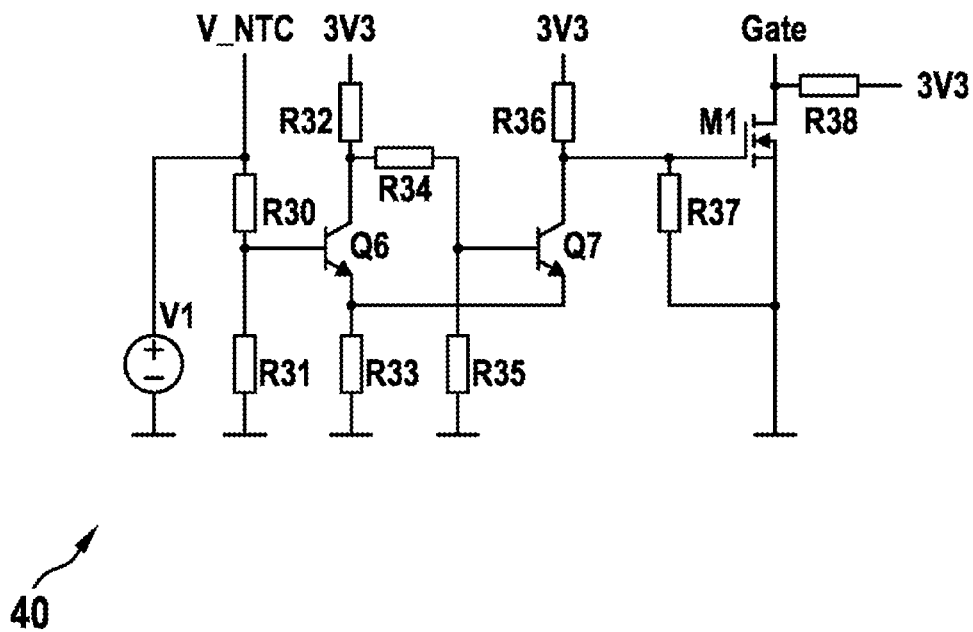 V_NTC 3V3 3V3 Gate
3V3
R32 R36 M1 R38
R34
R30 R37
Q6 Q7
V1
+
−
R31 R33 R35
40